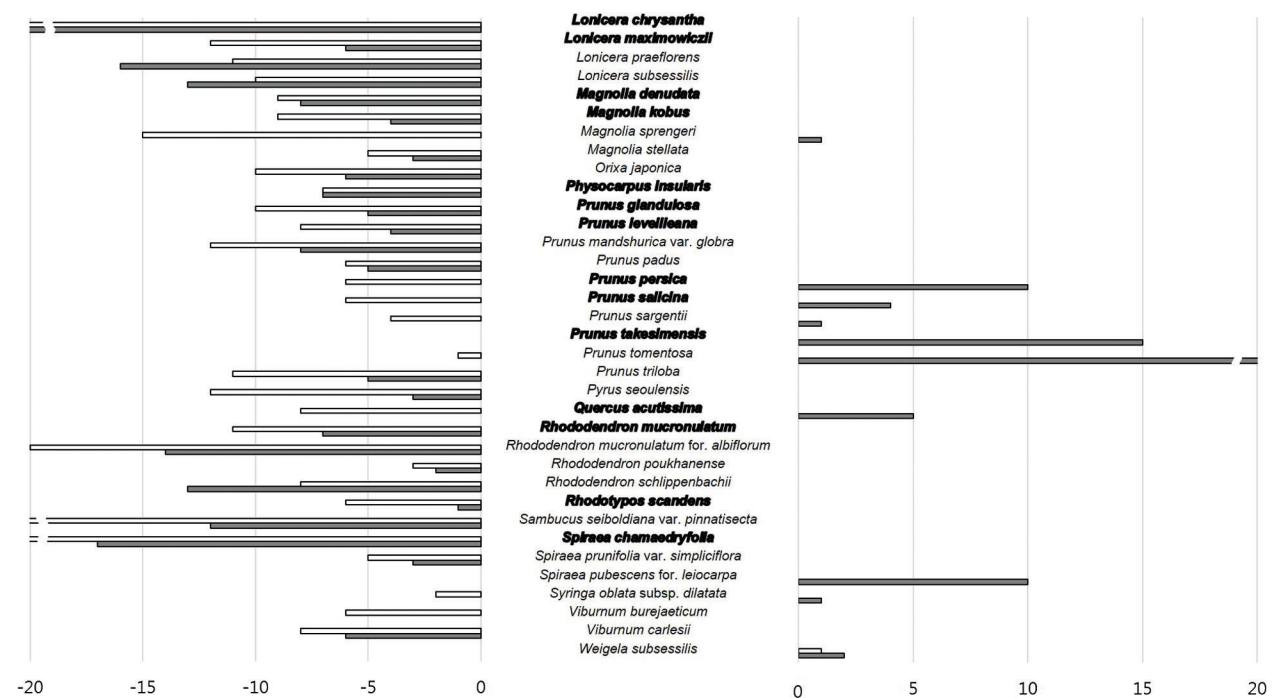 Lonicera chrysantha
Lonicera maximowiczii
Lonicera praeflorens
Lonicera subsessilis
Magnolia denudata
Magnolia kobus
Magnolia sprengeri
Magnolia stellata
Orixa japonica
Physocarpus insularis
Prunus glandulosa
Prunus leveilleana
Prunus mandshurica var. globra
Prunus padus
Prunus persica
Prunus salicina
Prunus sargentii
Prunus takesimensis
Prunus tomentosa
Prunus triloba
Pyrus seoulensis
Quercus acutissima
Rhododendron mucronulatum
Rhododendron mucronulatum for. albiflorum
Rhododendron poukhanense
Rhododendron schlippenbachii
Rhodotypos scandens
Sambucus seiboldiana var. pinnatisecta
Spiraea chamaedryfolia
Spiraea prunifolia var. simpliciflora
Spiraea pubescens for. leiocarpa
Syringa oblata subsp. dilatata
Viburnum burejaeticum
Viburnum carlesii
Weigela subsessilis
-20 -15 -10 -5 0 0 5 10 15 20